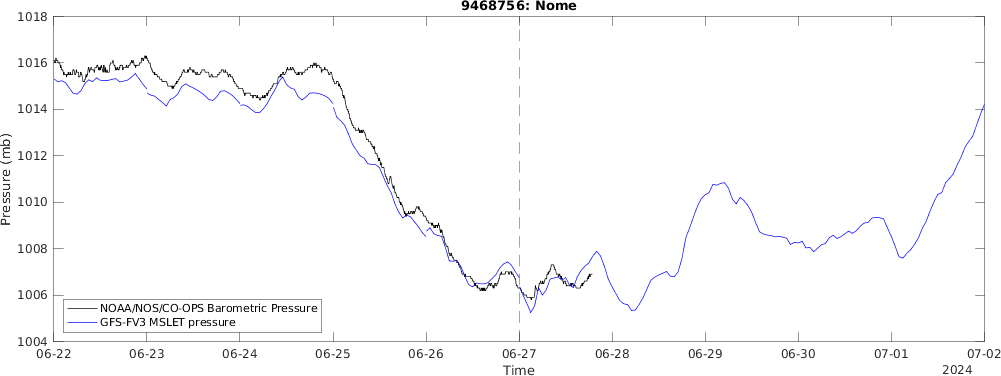 9468756: Nome
1018
1016
1014
1012
1010
1008
1006
1004
Pressure (mb)
NOAA/NOS/CO-OPS Barometric Pressure
GFS-FV3 MSLET pressure
06-22 06-23 06-24 06-25 06-26 06-27 06-28 06-29 06-30 07-01 07-02
Time
2024